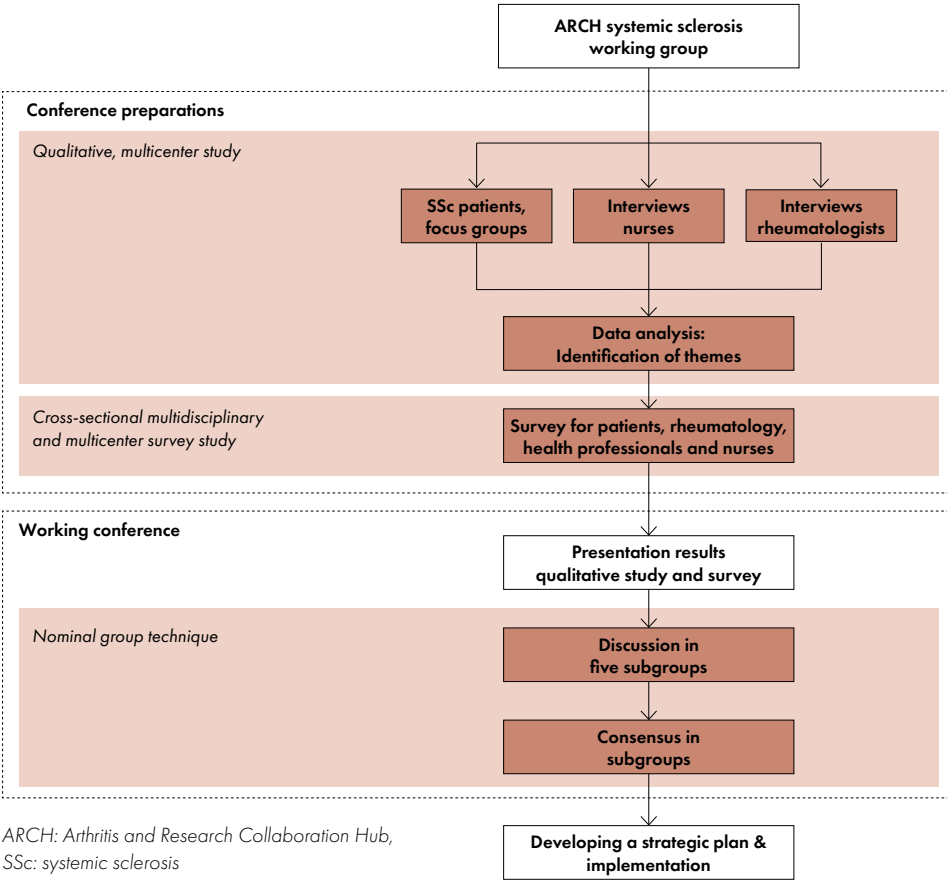 ARCH systemic sclerosis
working group
Conference preparations
Qualitative, multicenter study
SSc patients,
focus groups
Interviews
nurses
Interviews
rheumatologists
Data analysis:
Identification of themes
Cross-sectional multidisciplinary
and multicenter survey study
Survey for patients, rheumatology,
health professionals and nurses
Working conference
Presentation results
qualitative study and survey
Nominal group technique
Discussion in
five subgroups
Consensus in
subgroups
Developing a strategic plan &
implementation
ARCH: Arthritis and Research Collaboration Hub,
SSc: systemic sclerosis